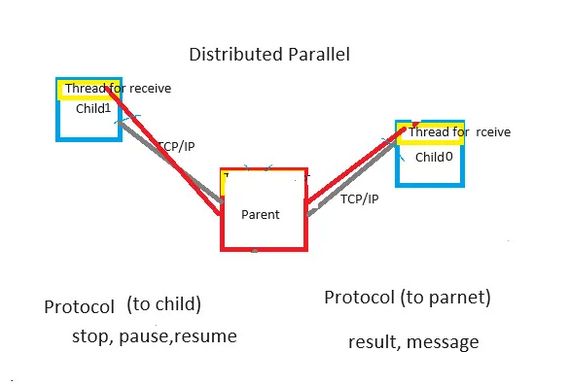 Distributed Parallel
Thread for receive
Child1
TCP/IP
Thread for rceive
Child0
TCP/IP
Parent
Protocol (to child)
stop, pause,resume
Protocol (to parnet)
result, message